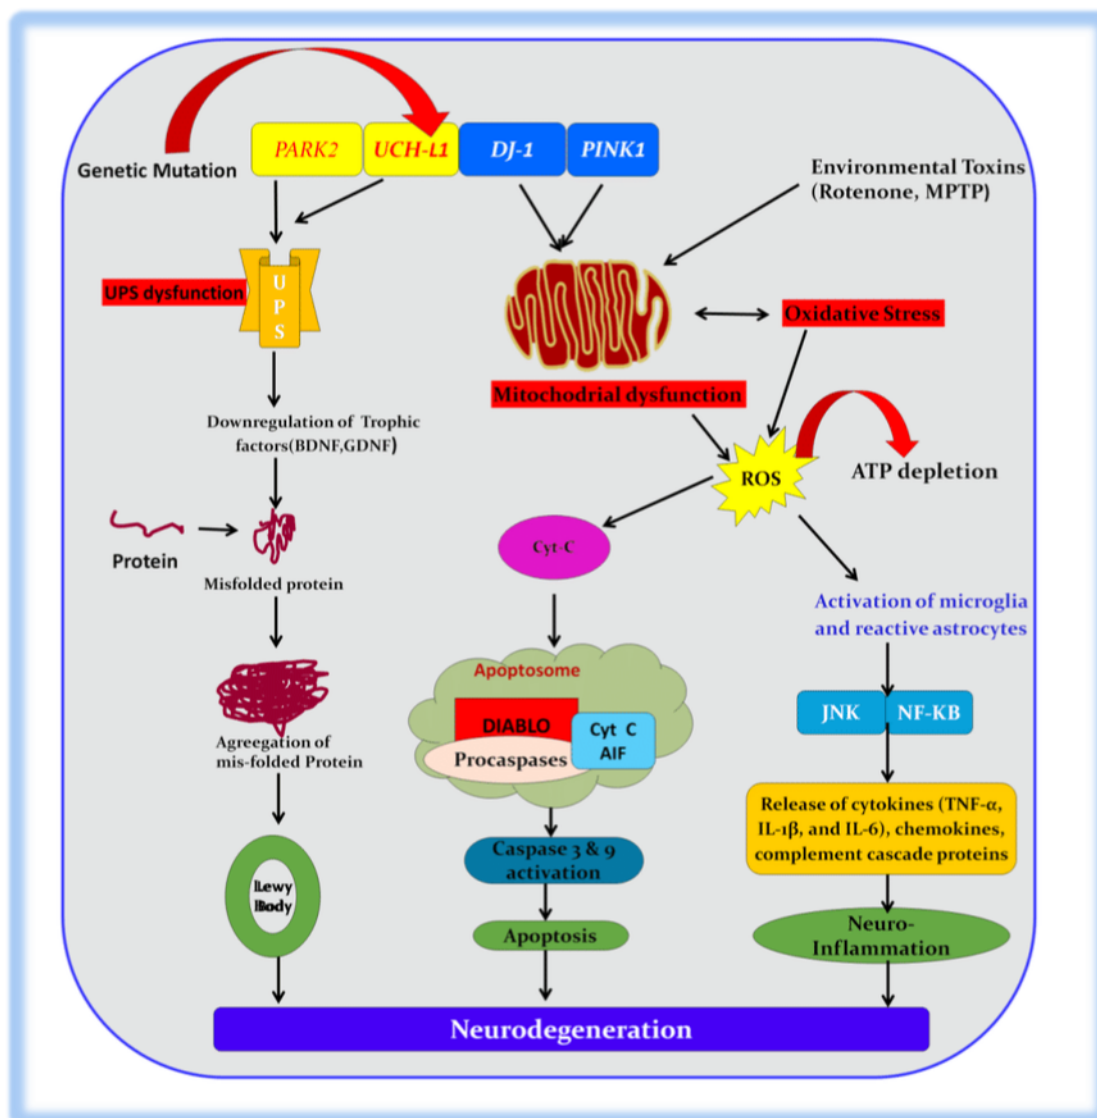 Genetic Mutation
PARK2
UCH-L1
DJ-1
PINK1
Environmental Toxins
(Rotenone, MPTP)
UPS dysfunction
U
P
S
Oxidative Stress
Mitochodrial dysfunction
Downregulation of Trophic
factors(BDNF,GDNF)
ROS
ATP depletion
Protein
Misfolded protein
Cyt-C
Activation of microglia
and reactive astrocytes
Apoptosome
DIABLO
Cyt C
AIF
Procaspases
JNK
NF-KB
Agreegation of
mis-folded Protein
Release of cytokines (TNF-α,
IL-1β, and IL-6), chemokines,
complement cascade proteins
Caspase 3 & 9
activation
Lewy
Body
Apoptosis
Neuro-
Inflammation
Neurodegeneration